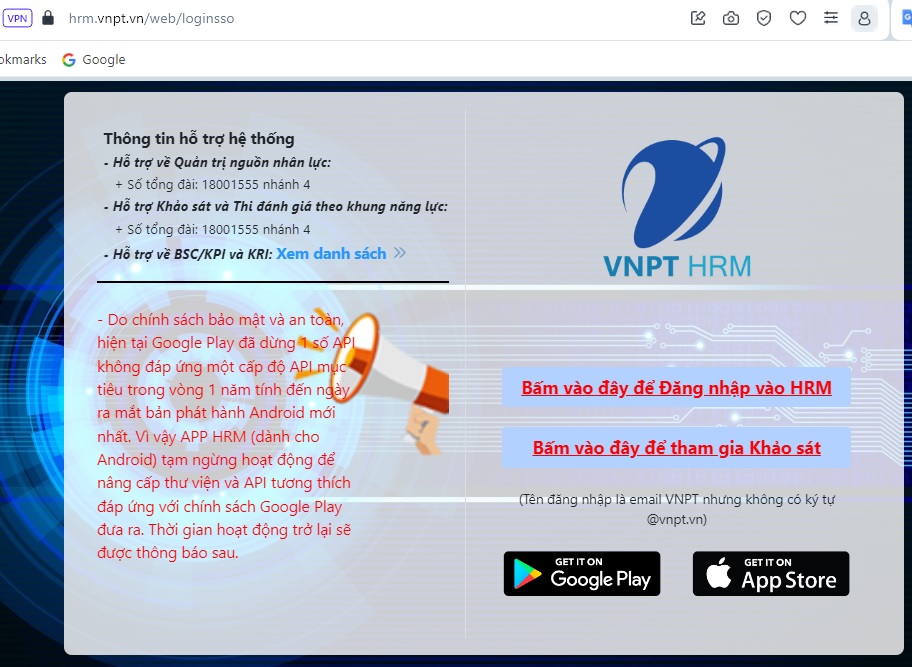 VPN
hrm.vnpt.vn/web/loginsso
okmarks
Google
Thông tin hỗ trợ hệ thống
- Hỗ trợ về Quản trị nguồn nhân lực:
+ Số tổng đài: 18001555 nhánh 4
- Hỗ trợ Khảo sát và Thi đánh giá theo khung năng lực:
+ Số tổng đài: 18001555 nhánh 4
- Hỗ trợ về BSC/KPI và KRI: Xem danh sách »
- Do chính sách bảo mật và an toàn,
hiện tại Google Play đã dừng 1 số API
không đáp ứng một cấp độ API mục
tiêu trong vòng 1 năm tính đến ngày
ra mắt bản phát hành Android mới
nhất. Vì vậy APP HRM (dành cho
Android) tạm ngừng hoạt động để
nâng cấp thư viện và API tương thích
đáp ứng với chính sách Google Play
đưa ra. Thời gian hoạt động trở lại sẽ
được thông báo sau.
VNPT HRM
Bấm vào đây để Đăng nhập vào HRM
Bấm vào đây để tham gia Khảo sát
(Tên đăng nhập là email VNPT nhưng không có ký tự
@vnpt.vn)
GET IT ON
Google Play
GET IT ON
App Store